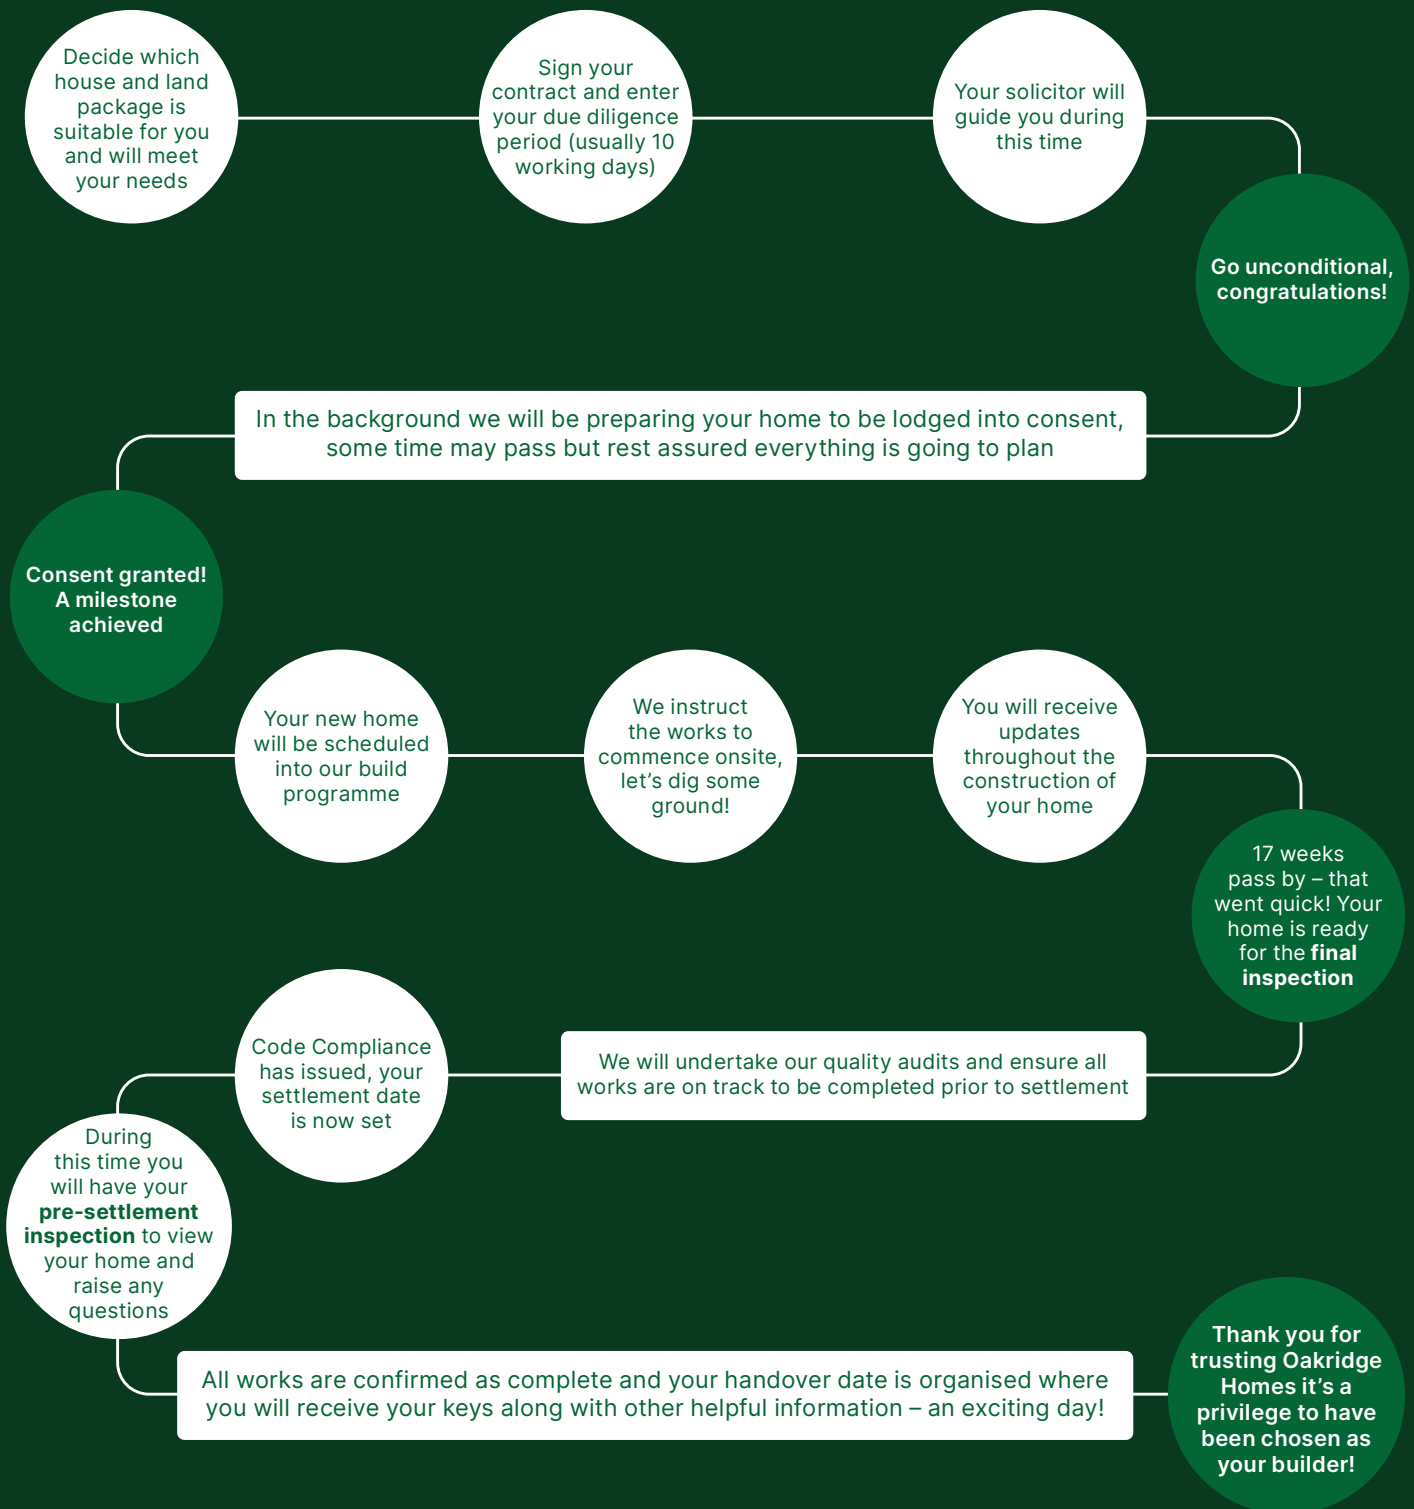 Decide which
house and land
package is
suitable for you
and will meet
your needs
Sign your
contract and enter
your due diligence
period (usually 10
working days)
Your solicitor will
guide you during
this time
Go unconditional,
congratulations!
In the background we will be preparing your home to be lodged into consent,
some time may pass but rest assured everything is going to plan
Consent granted!
A milestone
achieved
Your new home
will be scheduled
into our build
programme
We instruct
the works to
commence onsite,
let’s dig some
ground!
You will receive
updates
throughout the
construction of
your home
17 weeks
pass by – that
went quick! Your
home is ready
for the final
inspection
We will undertake our quality audits and ensure all
works are on track to be completed prior to settlement
Code Compliance
has issued, your
settlement date
is now set
During
this time you
will have your
pre-settlement
inspection to view
your home and
raise any
questions
All works are confirmed as complete and your handover date is organised where
you will receive your keys along with other helpful information – an exciting day!
Thank you for
trusting Oakridge
Homes it’s a
privilege to have
been chosen as
your builder!